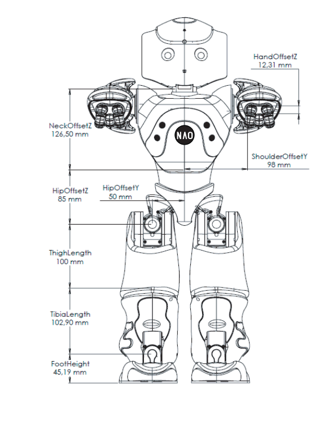 HandOffsetZ
12,31 mm
NeckOffsetZ
126,50 mm
NAO
ShoulderOffsetY
98 mm
HipOffsetZ
85 mm
HipOffsetY
50 mm
ThighLength
100 mm
TibiaLength
102,90 mm
FootHeight
45,19 mm